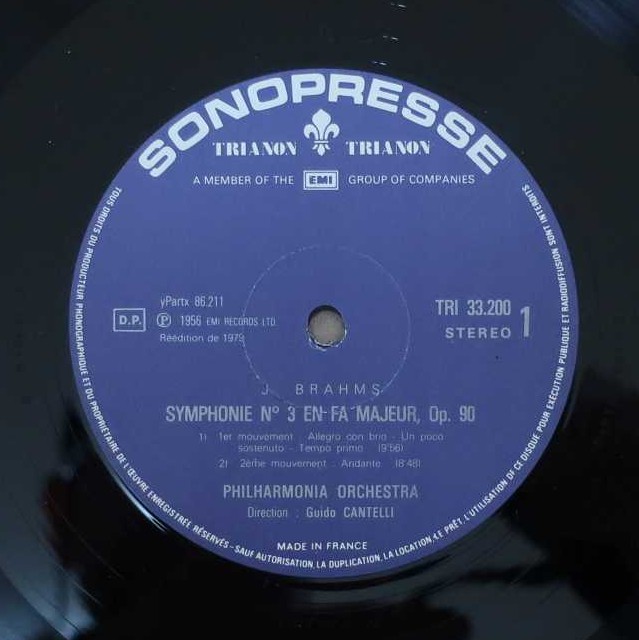 SONOPRESSE
TRIANON TRIANON
A MEMBER OF THE EMI GROUP OF COMPANIES
yPartx 86.211
D.P. Ⓟ 1956 EMI RECORDS LTD.
Réédition de 1979
TRI 33.200
STEREO 1
J. BRAHMS
SYMPHONIE N° 3 EN FA MAJEUR, Op. 90
1) 1er mouvement : Allegro con brio - Un poco
sostenuto - Tempo primo (9'56)
2) 2ème mouvement : Andante (8'48)
PHILHARMONIA ORCHESTRA
Direction : Guido CANTELLI
MADE IN FRANCE
TOUS DROITS DU PRODUCTEUR PHONOGRAPHIQUE ET DU PROPRIÉTAIRE DE L'ŒUVRE ENREGISTRÉE RÉSERVÉS - SAUF AUTORISATION, LA DUPLICATION, LA LOCATION, LE PRÊT, L'UTILISATION DE CE DISQUE POUR EXÉCUTION PUBLIQUE ET RADIODIFFUSION SONT INTERDITS